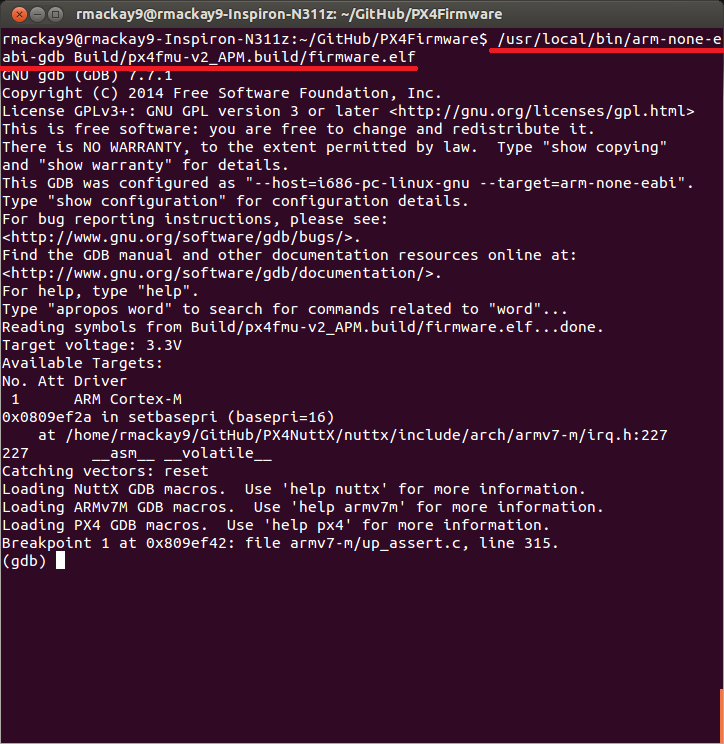 rmackay9@rmackay9-Inspiron-N311z: ~/GitHub/PX4Firmware
rmackay9@rmackay9-Inspiron-N311z:~/GitHub/PX4Firmware$ /usr/local/bin/arm-none-e
abi-gdb Build/px4fmu-v2_APM.build/firmware.elf
GNU gdb (GDB) 7.7.1
Copyright (C) 2014 Free Software Foundation, Inc.
License GPLv3+: GNU GPL version 3 or later <http://gnu.org/licenses/gpl.html>
This is free software: you are free to change and redistribute it.
There is NO WARRANTY, to the extent permitted by law.  Type "show copying"
and "show warranty" for details.
This GDB was configured as "--host=i686-pc-linux-gnu --target=arm-none-eabi".
Type "show configuration" for configuration details.
For bug reporting instructions, please see:
<http://www.gnu.org/software/gdb/bugs/>.
Find the GDB manual and other documentation resources online at:
<http://www.gnu.org/software/gdb/documentation/>.
For help, type "help".
Type "apropos word" to search for commands related to "word"...
Reading symbols from Build/px4fmu-v2_APM.build/firmware.elf...done.
Target voltage: 3.3V
Available Targets:
No. Att Driver
 1      ARM Cortex-M
0x0809ef2a in setbasepri (basepri=16)
    at /home/rmackay9/GitHub/PX4NuttX/nuttx/include/arch/armv7-m/irq.h:227
227       __asm__ __volatile__
Catching vectors: reset
Loading NuttX GDB macros.  Use 'help nuttx' for more information.
Loading ARMv7M GDB macros.  Use 'help armv7m' for more information.
Loading PX4 GDB macros.  Use 'help px4' for more information.
Breakpoint 1 at 0x809ef42: file armv7-m/up_assert.c, line 315.
(gdb)